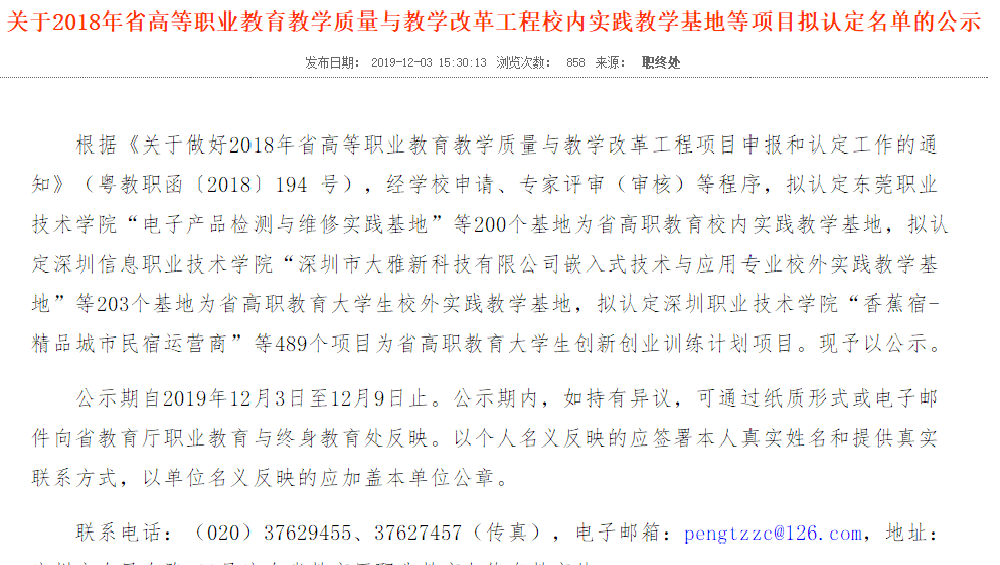 关于2018年省高等职业教育教学质量与教学改革工程校内实践教学基地等项目拟认定名单的公示
发布日期： 2019-12-03 15:30:13 浏览次数： 858 来源： 职终处
根据《关于做好2018年省高等职业教育教学质量与教学改革工程项目申报和认定工作的通
知》（粤教职函〔2018〕194 号），经学校申请、专家评审（审核）等程序，拟认定东莞职业
技术学院“电子产品检测与维修实践基地”等200个基地为省高职教育校内实践教学基地，拟认
定深圳信息职业技术学院“深圳市大雅新科技有限公司嵌入式技术与应用专业校外实践教学基
地”等203个基地为省高职教育大学生校外实践教学基地，拟认定深圳职业技术学院“香蕉宿-
精品城市民宿运营商”等489个项目为省高职教育大学生创新创业训练计划项目。现予以公示。
公示期自2019年12月3日至12月9日止。公示期内，如持有异议，可通过纸质形式或电子邮
件向省教育厅职业教育与终身教育处反映。以个人名义反映的应签署本人真实姓名和提供真实
联系方式，以单位名义反映的应加盖本单位公章。
联系电话：（020）37629455、37627457（传真），电子邮箱：pengtzzc@126.com，地址：